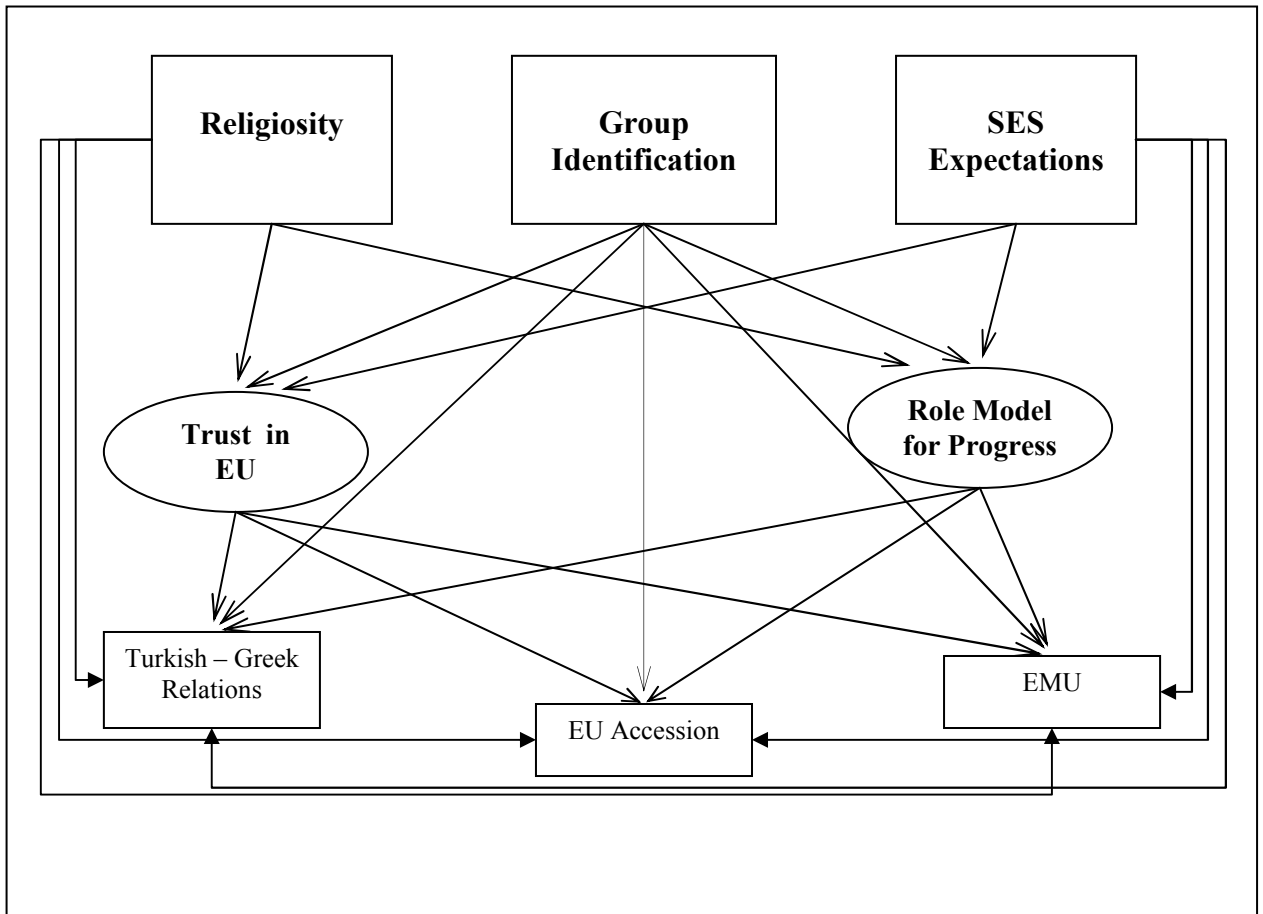 Religiosity
Group
Identification
SES
Expectations
Trust in
EU
Role Model
for Progress
Turkish – Greek
Relations
EU Accession
EMU